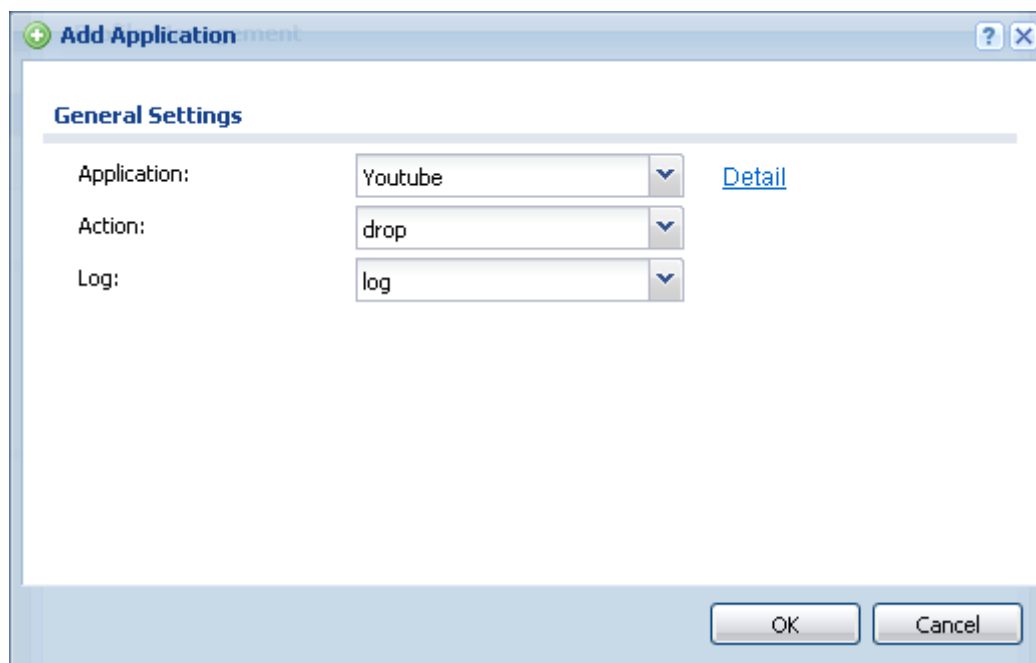 Add Application
General Settings
Application: Youtube Detail
Action: drop
Log: log
OK Cancel